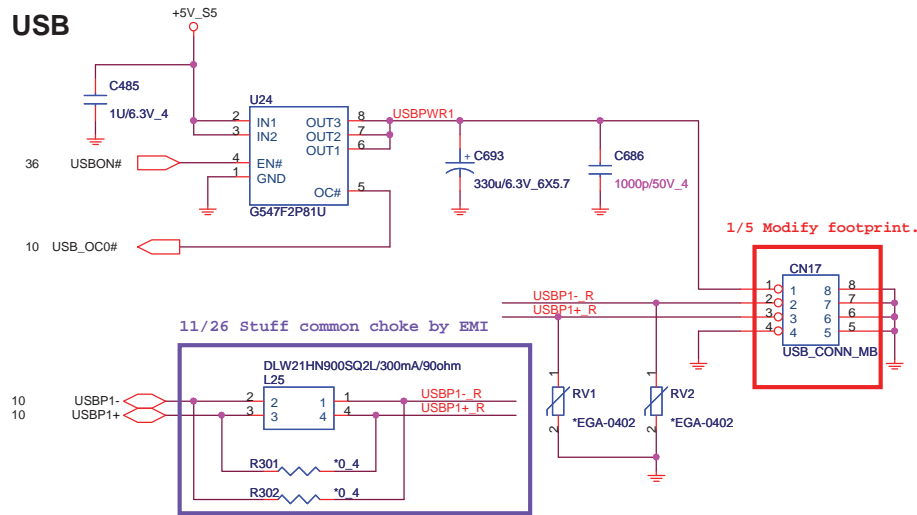 USB
+5V_S5
C485
1U/6.3V_4
U24
2 IN1 OUT3 8 USBPWR1
3 IN2 OUT2 7
OUT1 6
36 USBON# 4 EN#
1 GND
OC# 5
G547F2P81U
+ C693
330u/6.3V_6X5.7
C686
1000p/50V_4
10 USB_OC0#
1/5 Modify footprint.
CN17
1 1 8 8
2 2 7 7
3 3 6 6
4 4 5 5
USB_CONN_MB
USBP1-_R
USBP1+_R
11/26 Stuff common choke by EMI
DLW21HN900SQ2L/300mA/90ohm
L25
10 USBP1- 2 2 1 1 USBP1-_R
10 USBP1+ 3 3 4 4 USBP1+_R
R301 *0_4
R302 *0_4
1 RV1 2 *EGA-0402
1 RV2 2 *EGA-0402